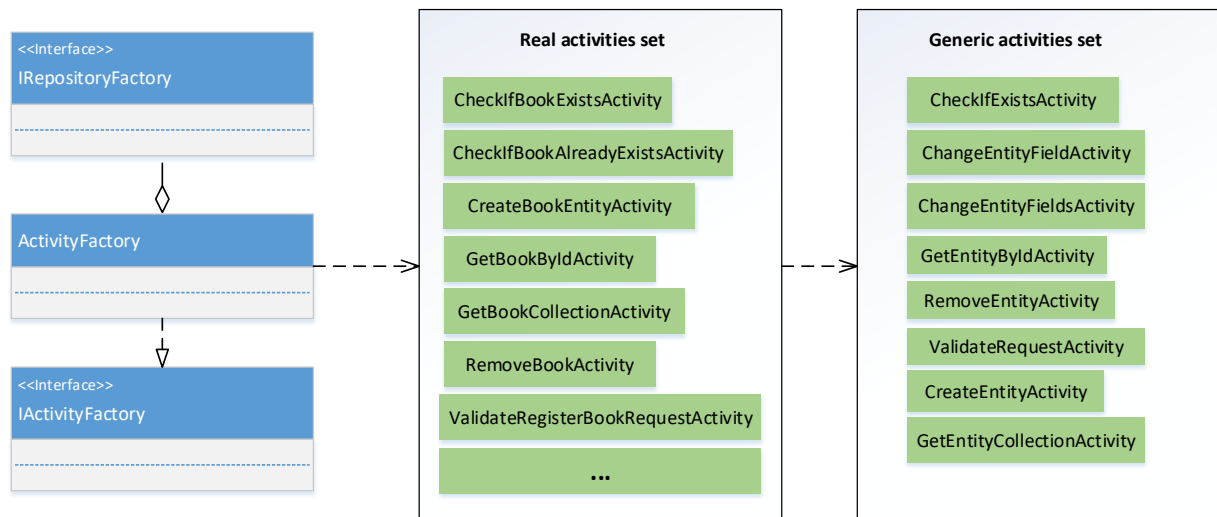 <<Interface>>
IRepositoryFactory
ActivityFactory
<<Interface>>
IActivityFactory
Real activities set
CheckIfBookExistsActivity
CheckIfBookAlreadyExistsActivity
CreateBookEntityActivity
GetBookByIdActivity
GetBookCollectionActivity
RemoveBookActivity
ValidateRegisterBookRequestActivity
...
Generic activities set
CheckIfExistsActivity
ChangeEntityFieldActivity
ChangeEntityFieldsActivity
GetEntityByIdActivity
RemoveEntityActivity
ValidateRequestActivity
CreateEntityActivity
GetEntityCollectionActivity